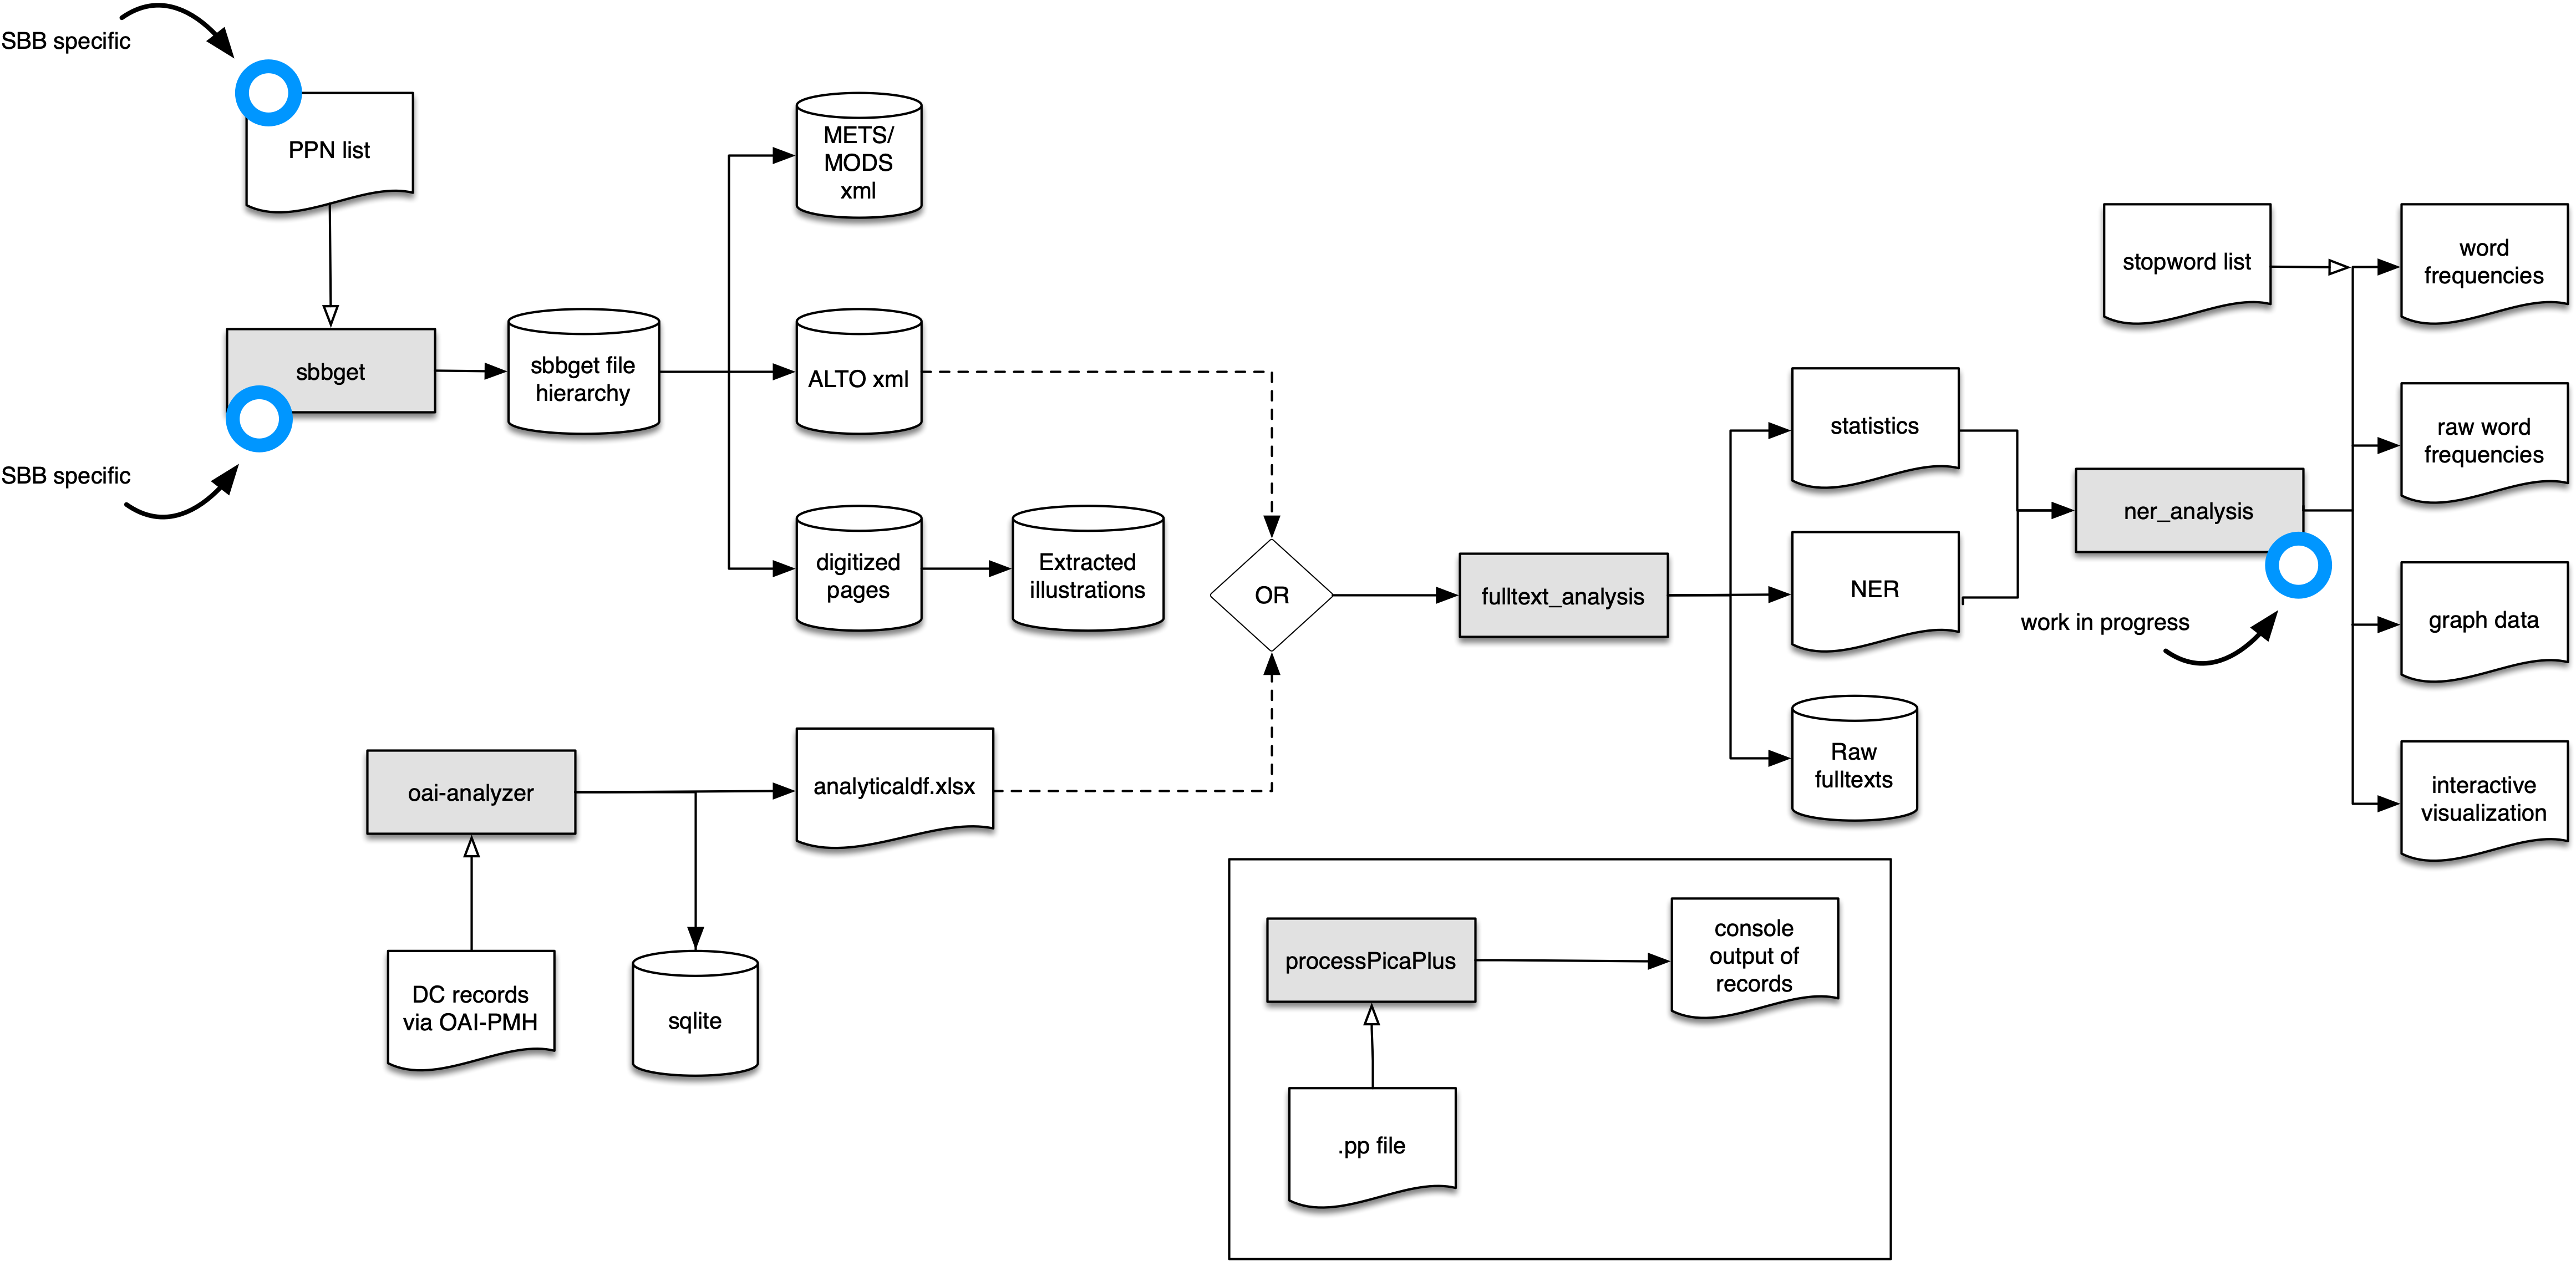 SBB specific
PPN list
sbbget
SBB specific
sbbget file
hierarchy
METS/
MODS
xml
ALTO xml
digitized
pages
Extracted
illustrations
OR
oai-analyzer
analyticaldf.xlsx
DC records
via OAI-PMH
sqlite
fulltext_analysis
statistics
NER
Raw
fulltexts
ner_analysis
work in progress
stopword list
word
frequencies
raw word
frequencies
graph data
interactive
visualization
processPicaPlus
console
output of
records
.pp file